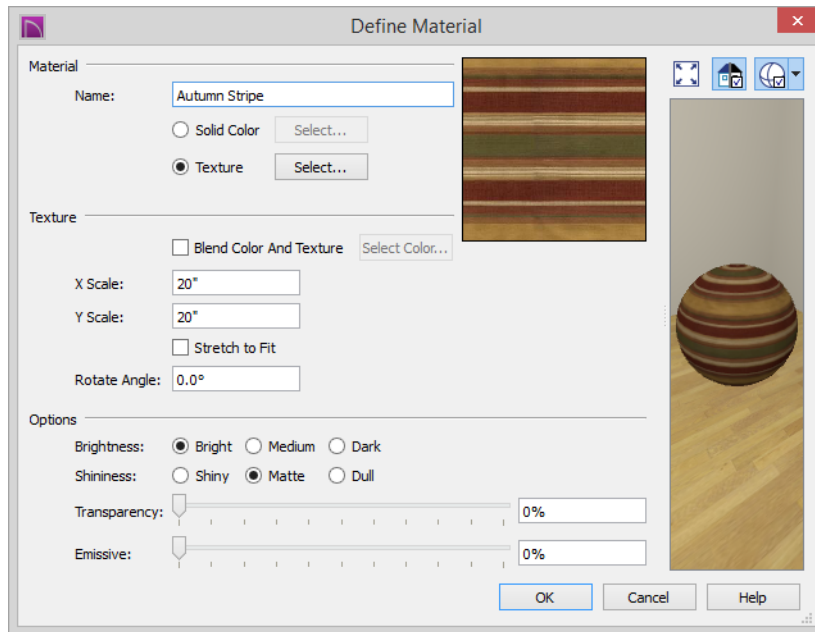 Define Material
Material
Name: Autumn Stripe
Solid Color Select...
Texture Select...
Texture
Blend Color And Texture Select Color...
X Scale: 20"
Y Scale: 20"
Stretch to Fit
Rotate Angle: 0.0°
Options
Brightness: Bright Medium Dark
Shininess: Shiny Matte Dull
Transparency: 0%
Emissive: 0%
OK Cancel Help